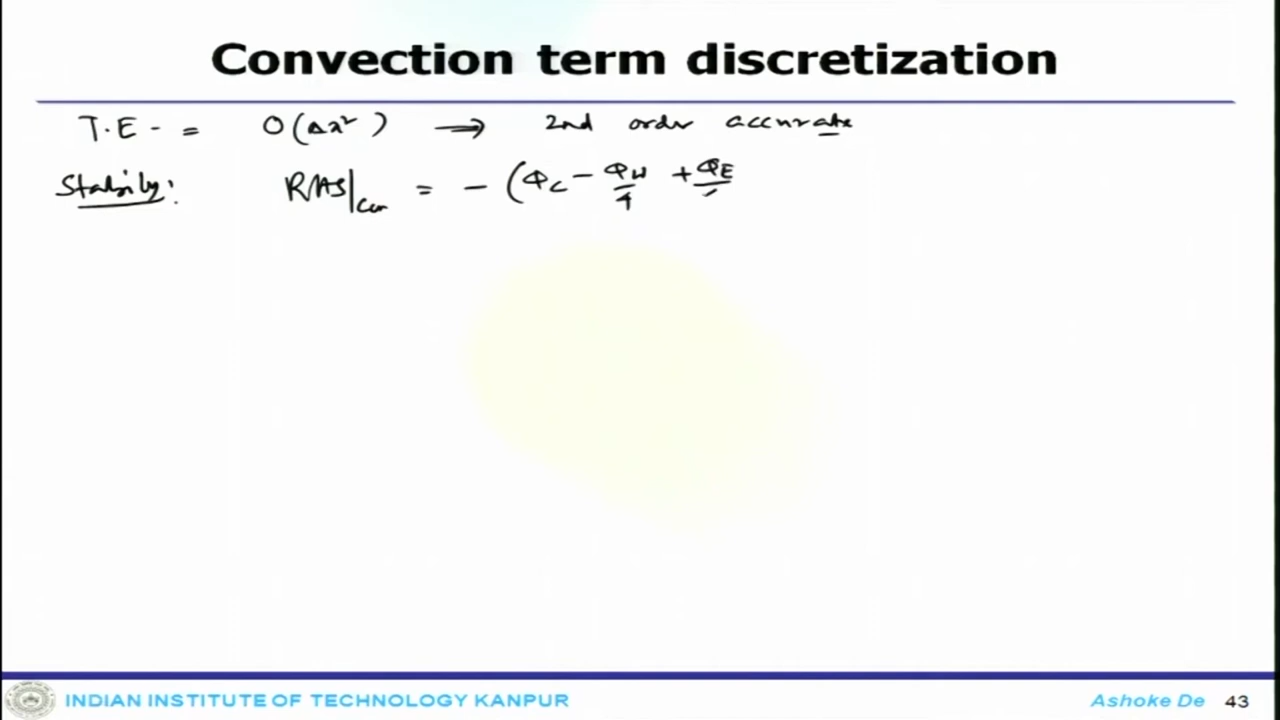 Convection term discretization
T.E. = O(Δx²) → 2nd order accurate
Stability: RHS|con = - (Φc - Φw/4 + ΦE/
INDIAN INSTITUTE OF TECHNOLOGY KANPUR
Ashoke De 43